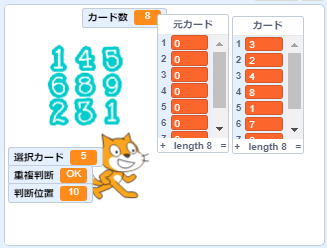 カード数 8
元カード
1 0
2 0
3 0
4 0
5 0
6 0
+ length 8 =
カード
1 3
2 2
3 4
4 8
5 1
6 7
+ length 8 =
1 4 5
6 8 9
2 3 1
選択カード 5
重複判断 OK
判断位置 10